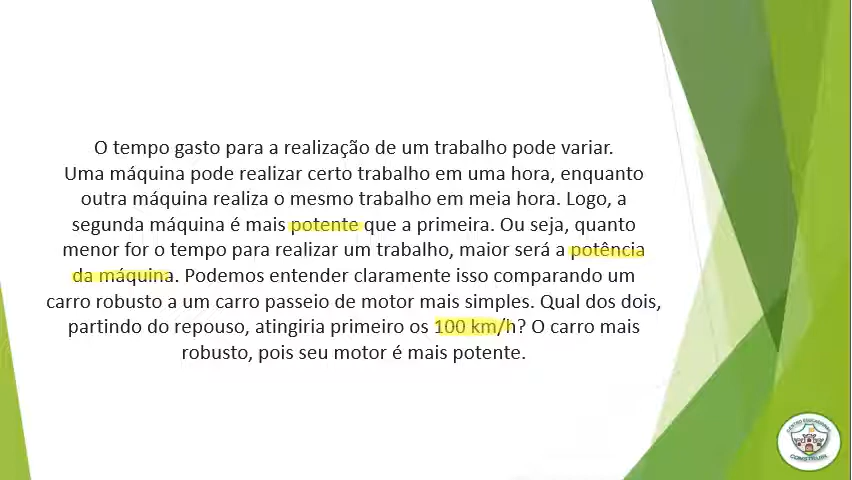 O tempo gasto para a realização de um trabalho pode variar.
Uma máquina pode realizar certo trabalho em uma hora, enquanto
outra máquina realiza o mesmo trabalho em meia hora. Logo, a
segunda máquina é mais potente que a primeira. Ou seja, quanto
menor for o tempo para realizar um trabalho, maior será a potência
da máquina. Podemos entender claramente isso comparando um
carro robusto a um carro passeio de motor mais simples. Qual dos dois,
partindo do repouso, atingiria primeiro os 100 km/h? O carro mais
robusto, pois seu motor é mais potente.
CENTRO EDUCACIONAL
CONSTRUIR